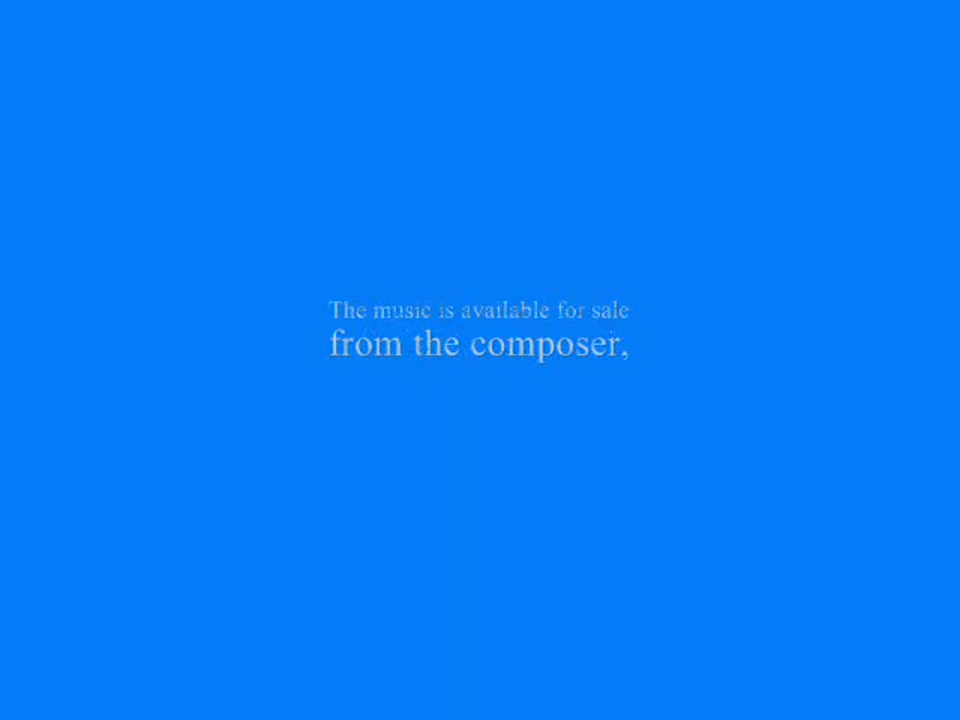 The music is available for sale
from the composer,